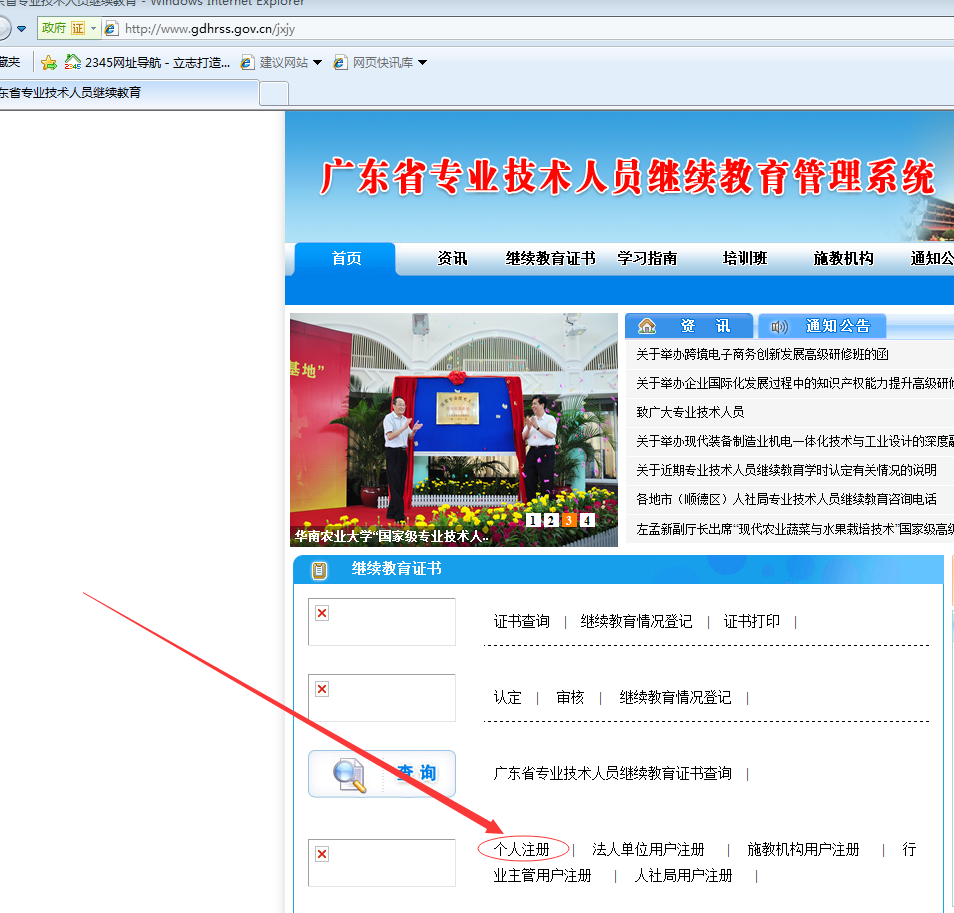 东省专业技术人员继续教育 - Windows Internet Explorer
政府 证 http://www.gdhrss.gov.cn/jxjy
藏夹 2345网址导航 - 立志打造... 建议网站 网页快讯库
东省专业技术人员继续教育
广东省专业技术人员继续教育管理系统
首页 资讯 继续教育证书 学习指南 培训班 施教机构 通知公
基地”
1 2 3 4
华南农业大学“国家级专业技术人..
资 讯 通知公告
关于举办跨境电子商务创新发展高级研修班的函
关于举办企业国际化发展过程中的知识产权能力提升高级研修
致广大专业技术人员
关于举办现代装备制造业机电一体化技术与工业设计的深度融
关于近期专业技术人员继续教育学时认定有关情况的说明
各地市（顺德区）人社局专业技术人员继续教育咨询电话
左孟新副厅长出席“现代农业蔬菜与水果栽培技术”国家级高级
继续教育证书
证书查询 | 继续教育情况登记 | 证书打印 |
认定 | 审核 | 继续教育情况登记 |
查 询 广东省专业技术人员继续教育证书查询 |
个人注册 | 法人单位用户注册 | 施教机构用户注册 | 行
业主管用户注册 | 人社局用户注册 |